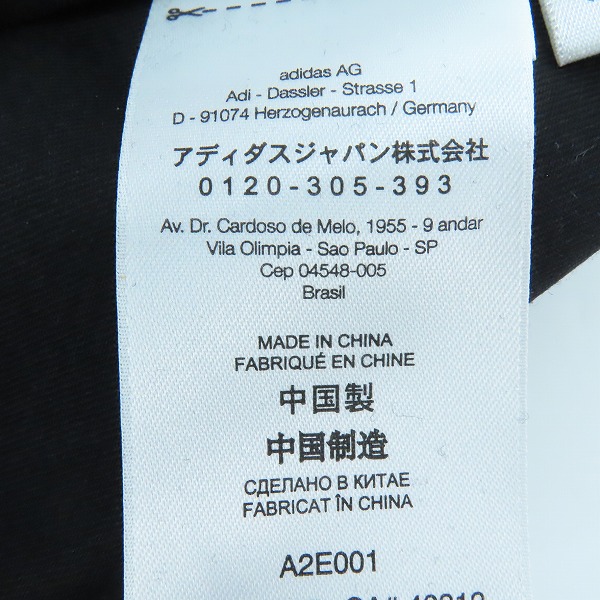 adidas AG
Adi - Dassler - Strasse 1
D - 91074 Herzogenaurach / Germany
アディダスジャパン株式会社
0120-305-393
Av. Dr. Cardoso de Melo, 1955 - 9 andar
Vila Olimpia - Sao Paulo - SP
Cep 04548-005
Brasil
MADE IN CHINA
FABRIQUÉ EN CHINE
中国製
中国制造
СДЕЛАНО В КИТАЕ
FABRICAT ÎN CHINA
A2E001